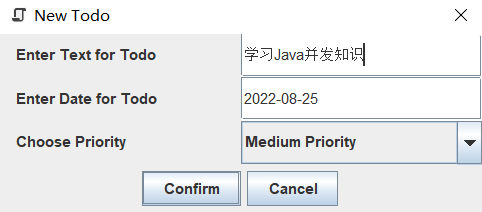 New Todo
Enter Text for Todo 学习Java并发知识
Enter Date for Todo 2022-08-25
Choose Priority Medium Priority
Confirm Cancel